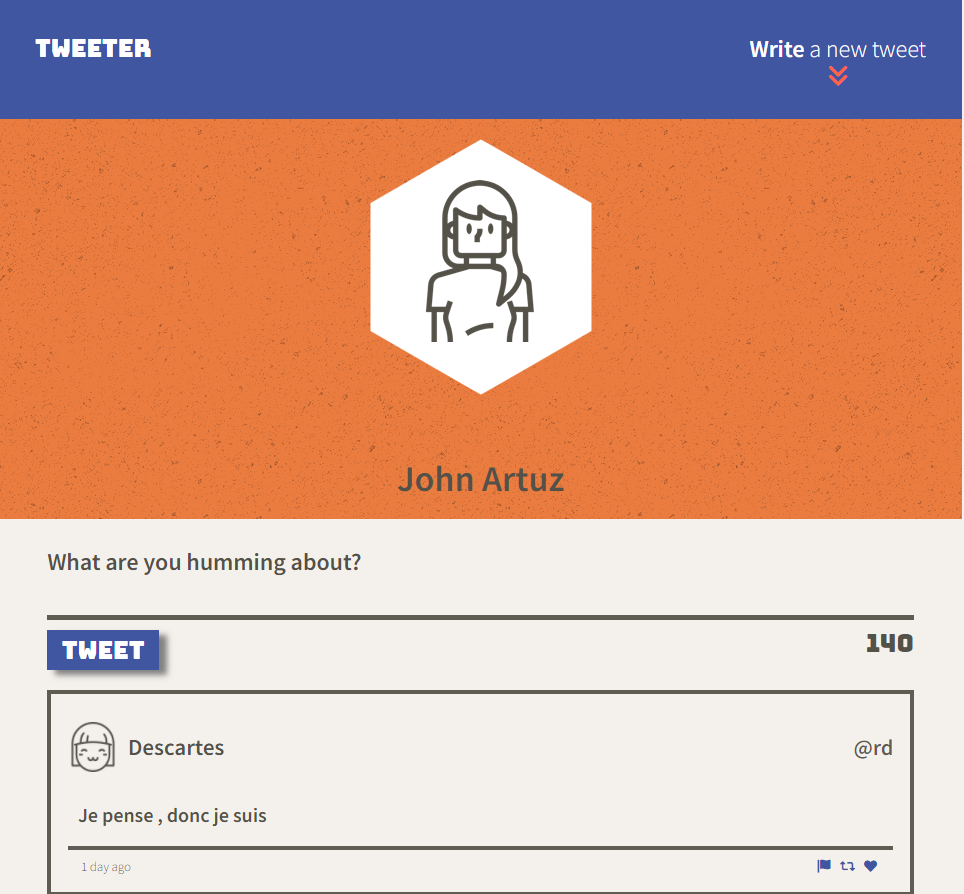 TWEETER
Write a new tweet
John Artuz
What are you humming about?
TWEET
140
Descartes
@rd
Je pense , donc je suis
1 day ago